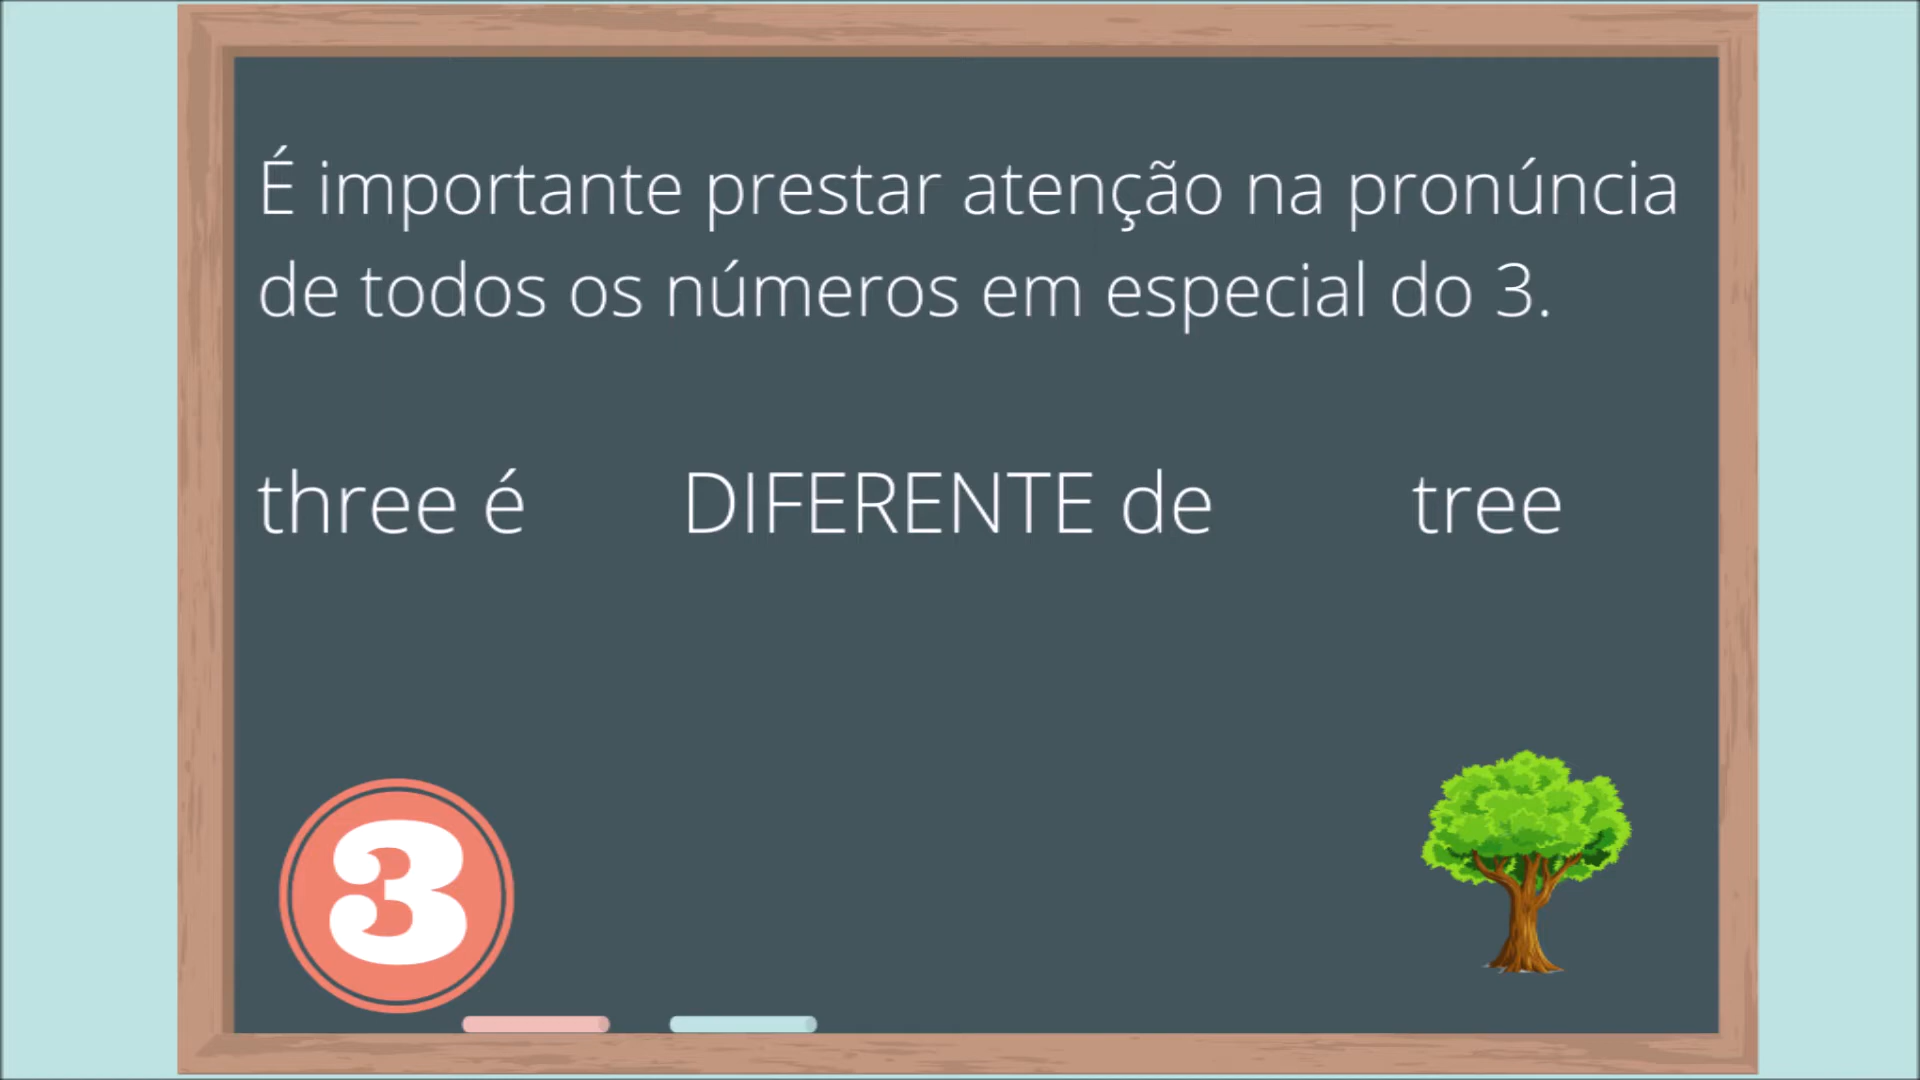 É importante prestar atenção na pronúncia
de todos os números em especial do 3.
three é DIFERENTE de tree
3